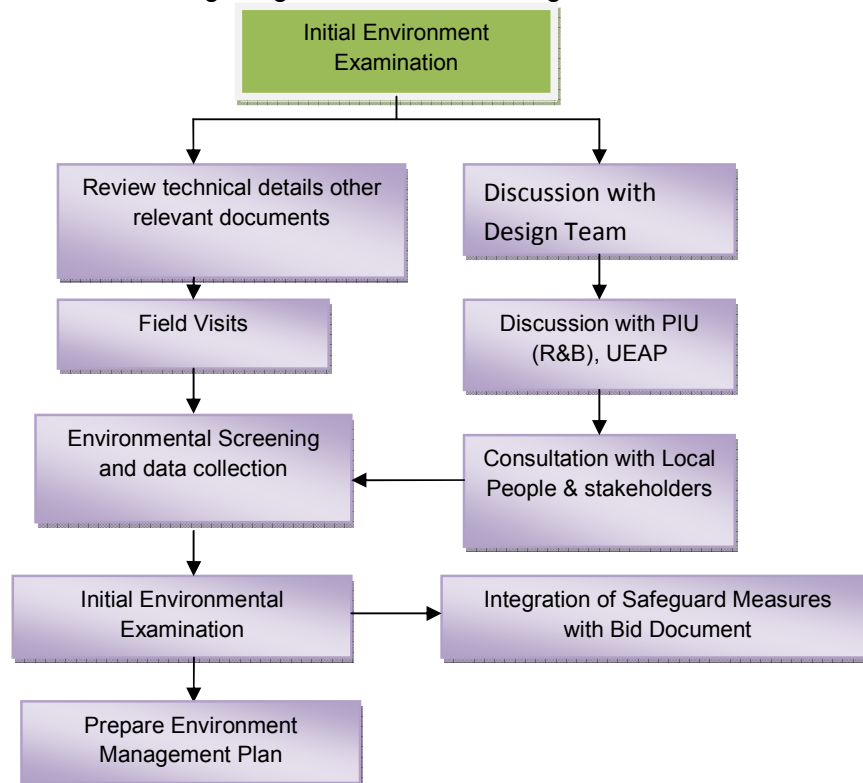 Initial Environment
Examination
Review technical details other
relevant documents
Discussion with
Design Team
Field Visits
Discussion with PIU
(R&B), UEAP
Environmental Screening
and data collection
Consultation with Local
People & stakeholders
Initial Environmental
Examination
Integration of Safeguard Measures
with Bid Document
Prepare Environment
Management Plan